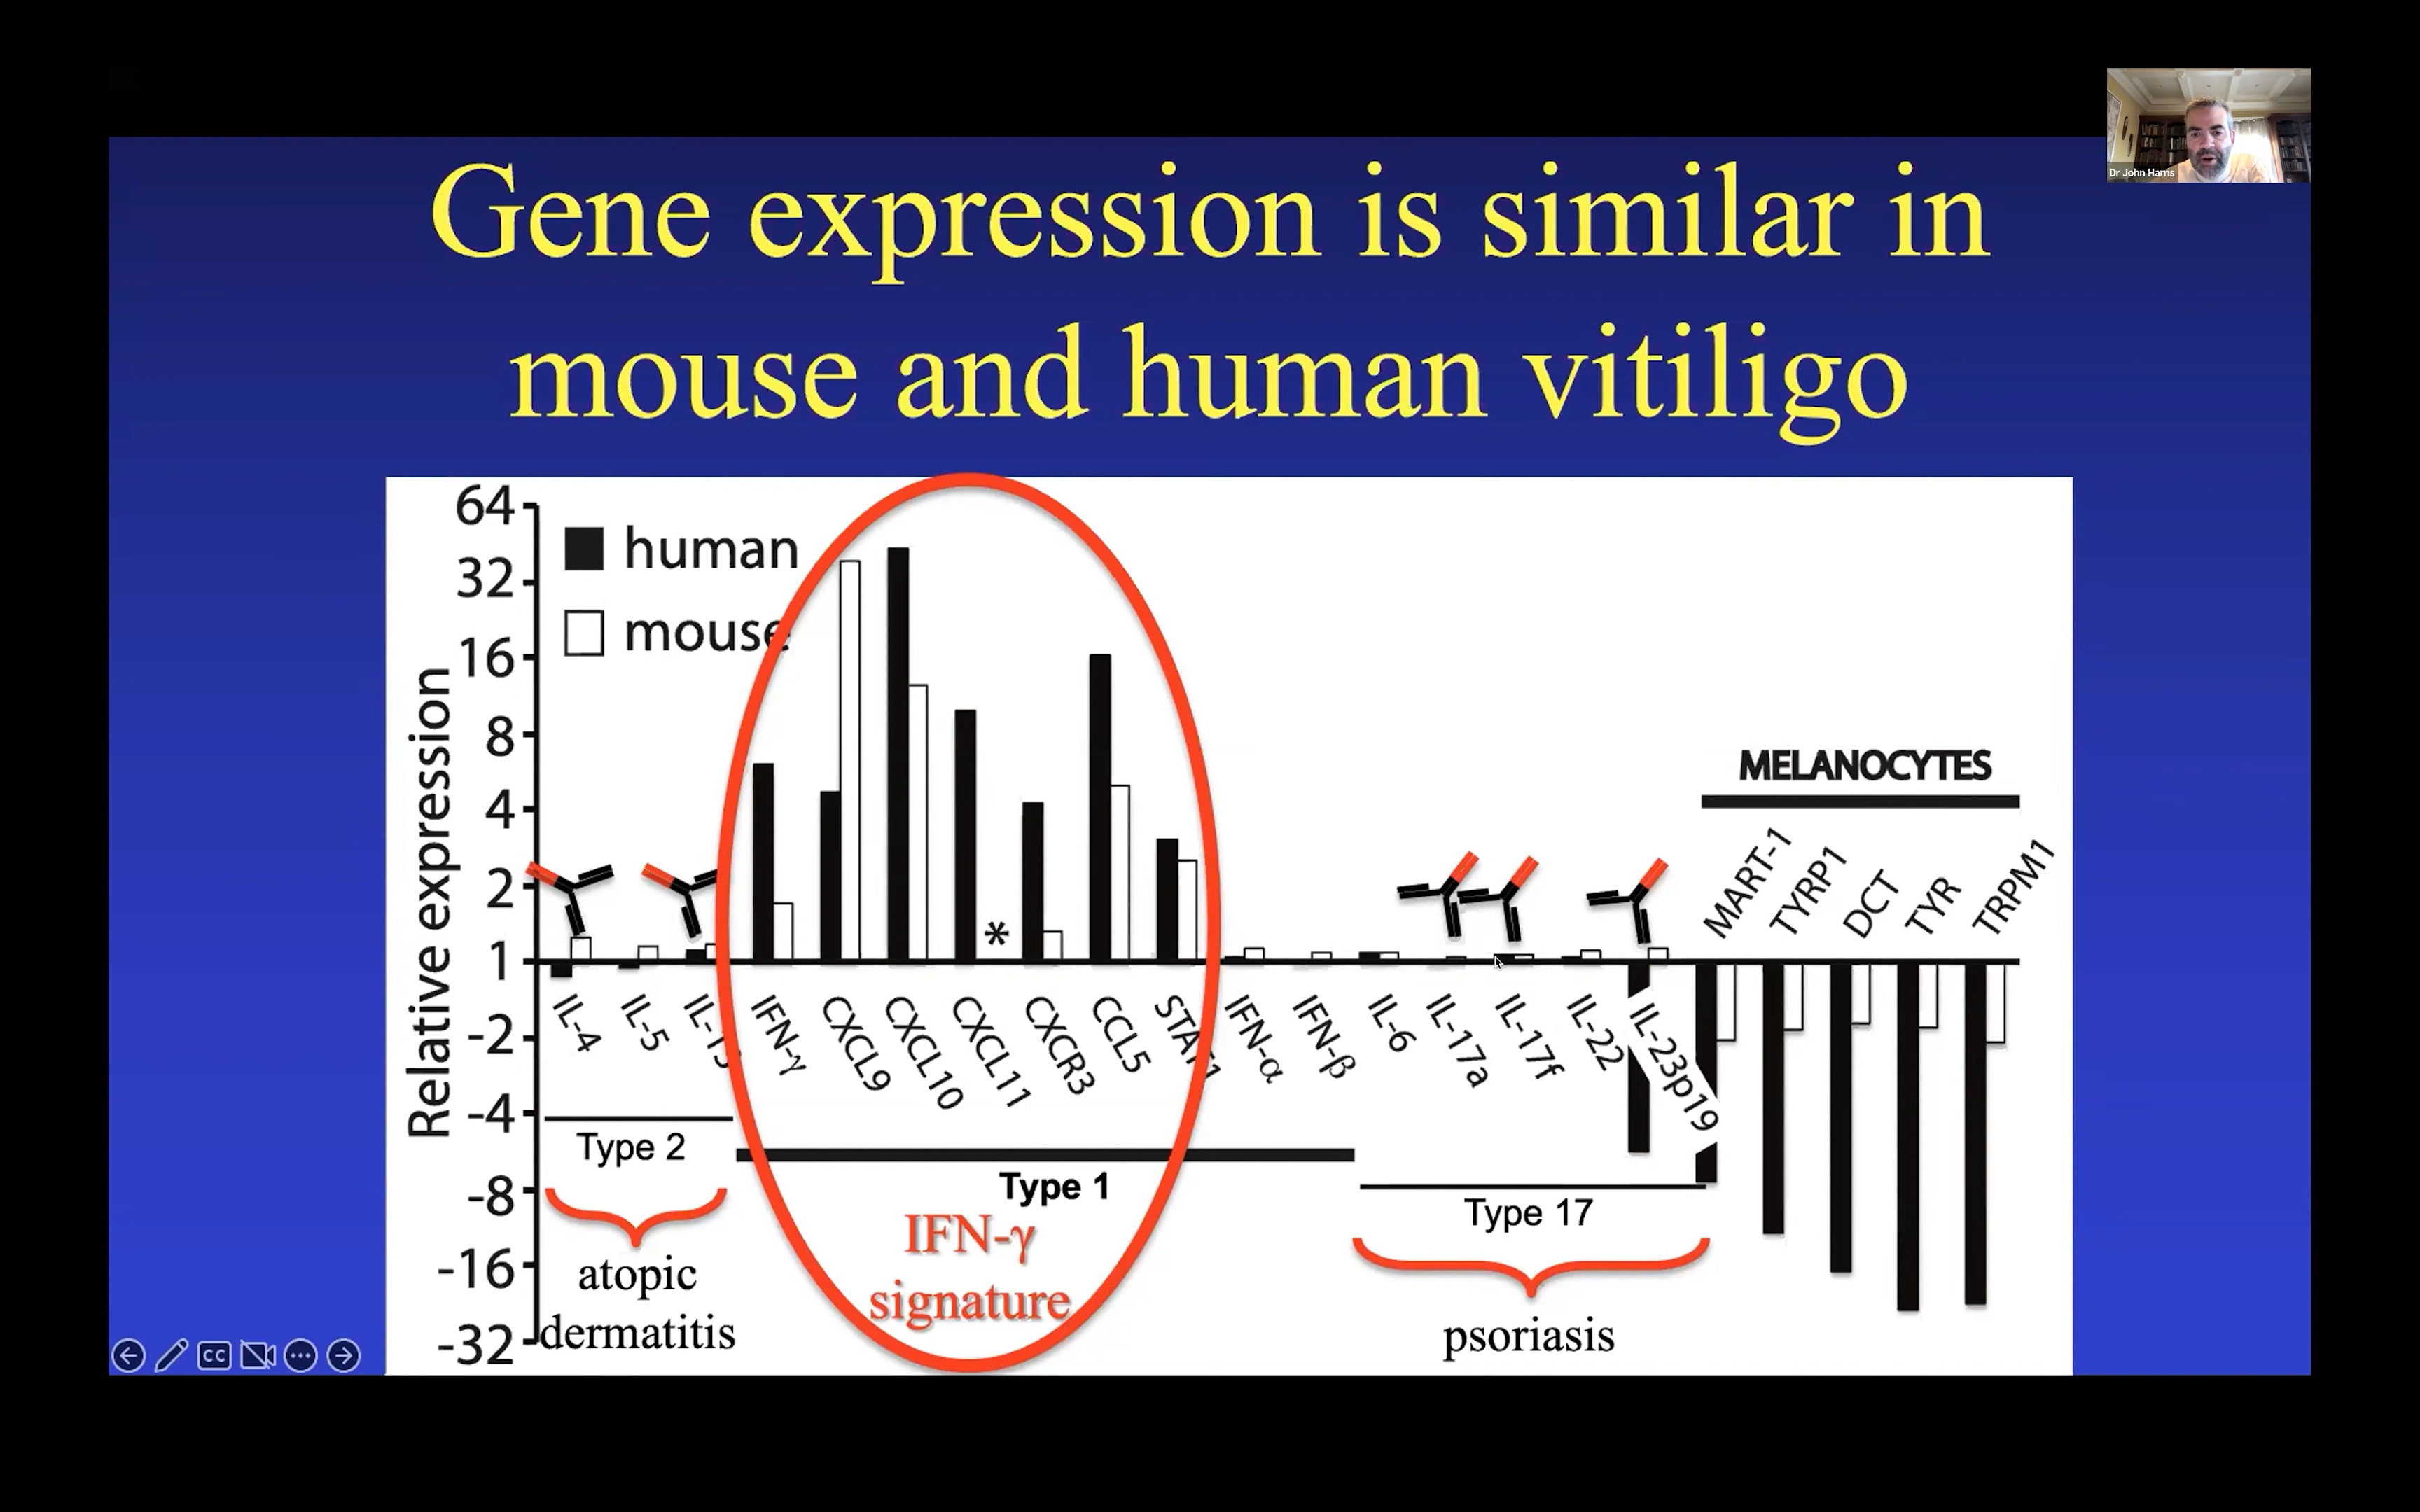 Dr John Harris
Gene expression is similar in
mouse and human vitiligo
Relative expression
64
32
16
8
4
2
1
-2
-4
-8
-16
-32
human
mouse
*
MELANOCYTES
MART-1
TYRP1
DCT
TYR
TRPM1
IL-4
IL-5
IL-13
IFN-γ
CXCL9
CXCL10
CXCL11
CXCR3
CCL5
STAT1
IFN-α
IFN-β
IL-6
IL-17a
IL-17f
IL-22
IL-23p19
Type 2
Type 1
Type 17
IFN-γ
signature
atopic
dermatitis
psoriasis
CC